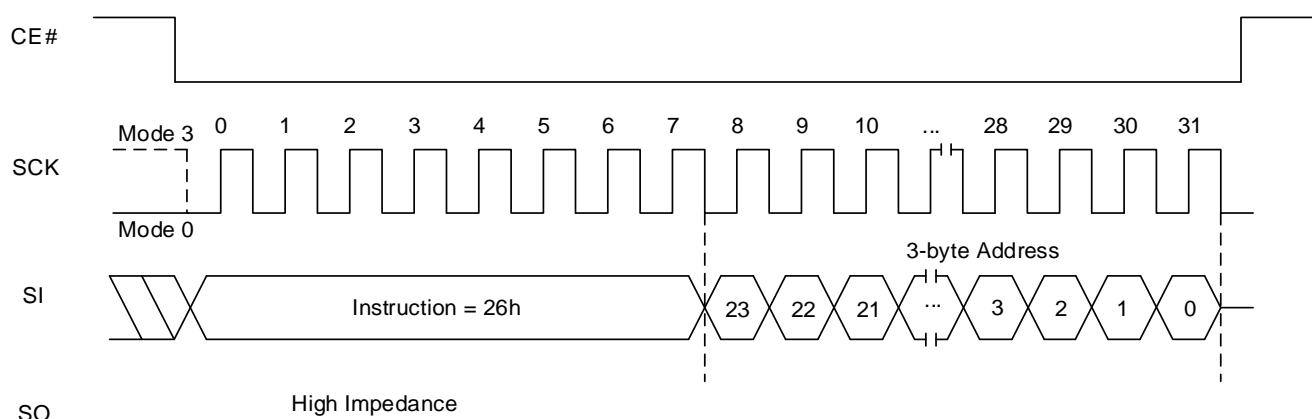 CE#
Mode 3
0 1 2 3 4 5 6 7 8 9 10 ... 28 29 30 31
SCK
Mode 0
3-byte Address
SI
Instruction = 26h
23 22 21 ... 3 2 1 0
High Impedance
SO